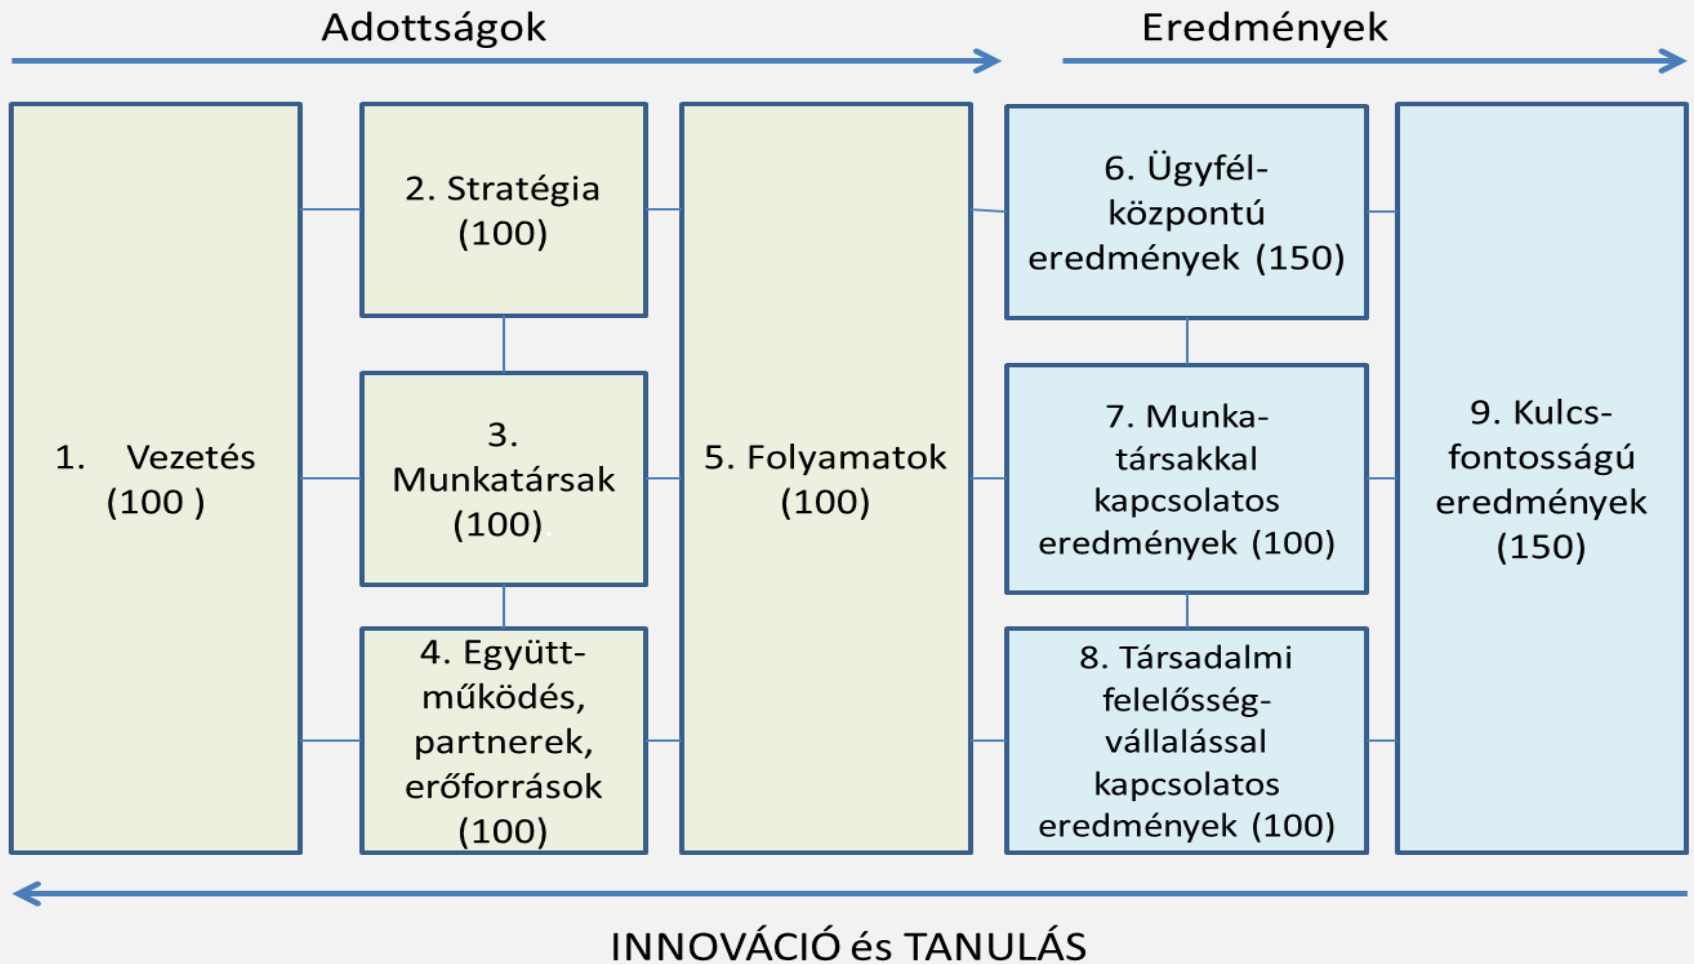 Adottságok
Eredmények
1. Vezetés
(100 )
2. Stratégia
(100)
3.
Munkatársak
(100).
4. Együtt-
működés,
partnerek,
erőforrások
(100)
5. Folyamatok
(100)
6. Ügyfél-
központú
eredmények (150)
7. Munka-
társakkal
kapcsolatos
eredmények (100)
8. Társadalmi
felelősség-
vállalással
kapcsolatos
eredmények (100)
9. Kulcs-
fontosságú
eredmények
(150)
INNOVÁCIÓ és TANULÁS